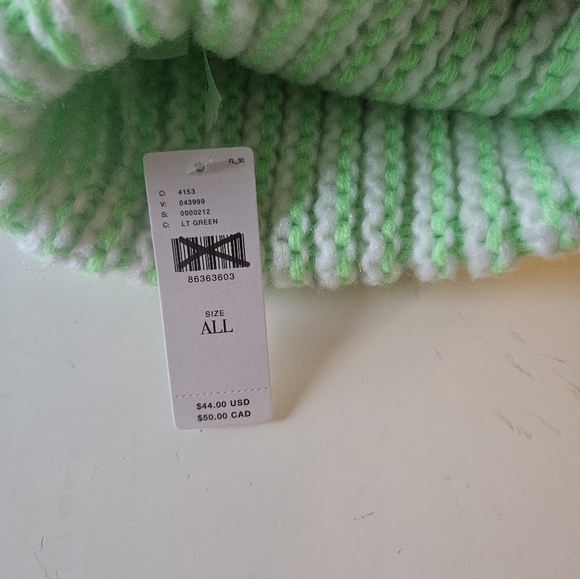 FL_30
C: 4153
V: 043999
S: 0000212
C: LT GREEN
86363603
SIZE
ALL
$44.00 USD
$50.00 CAD